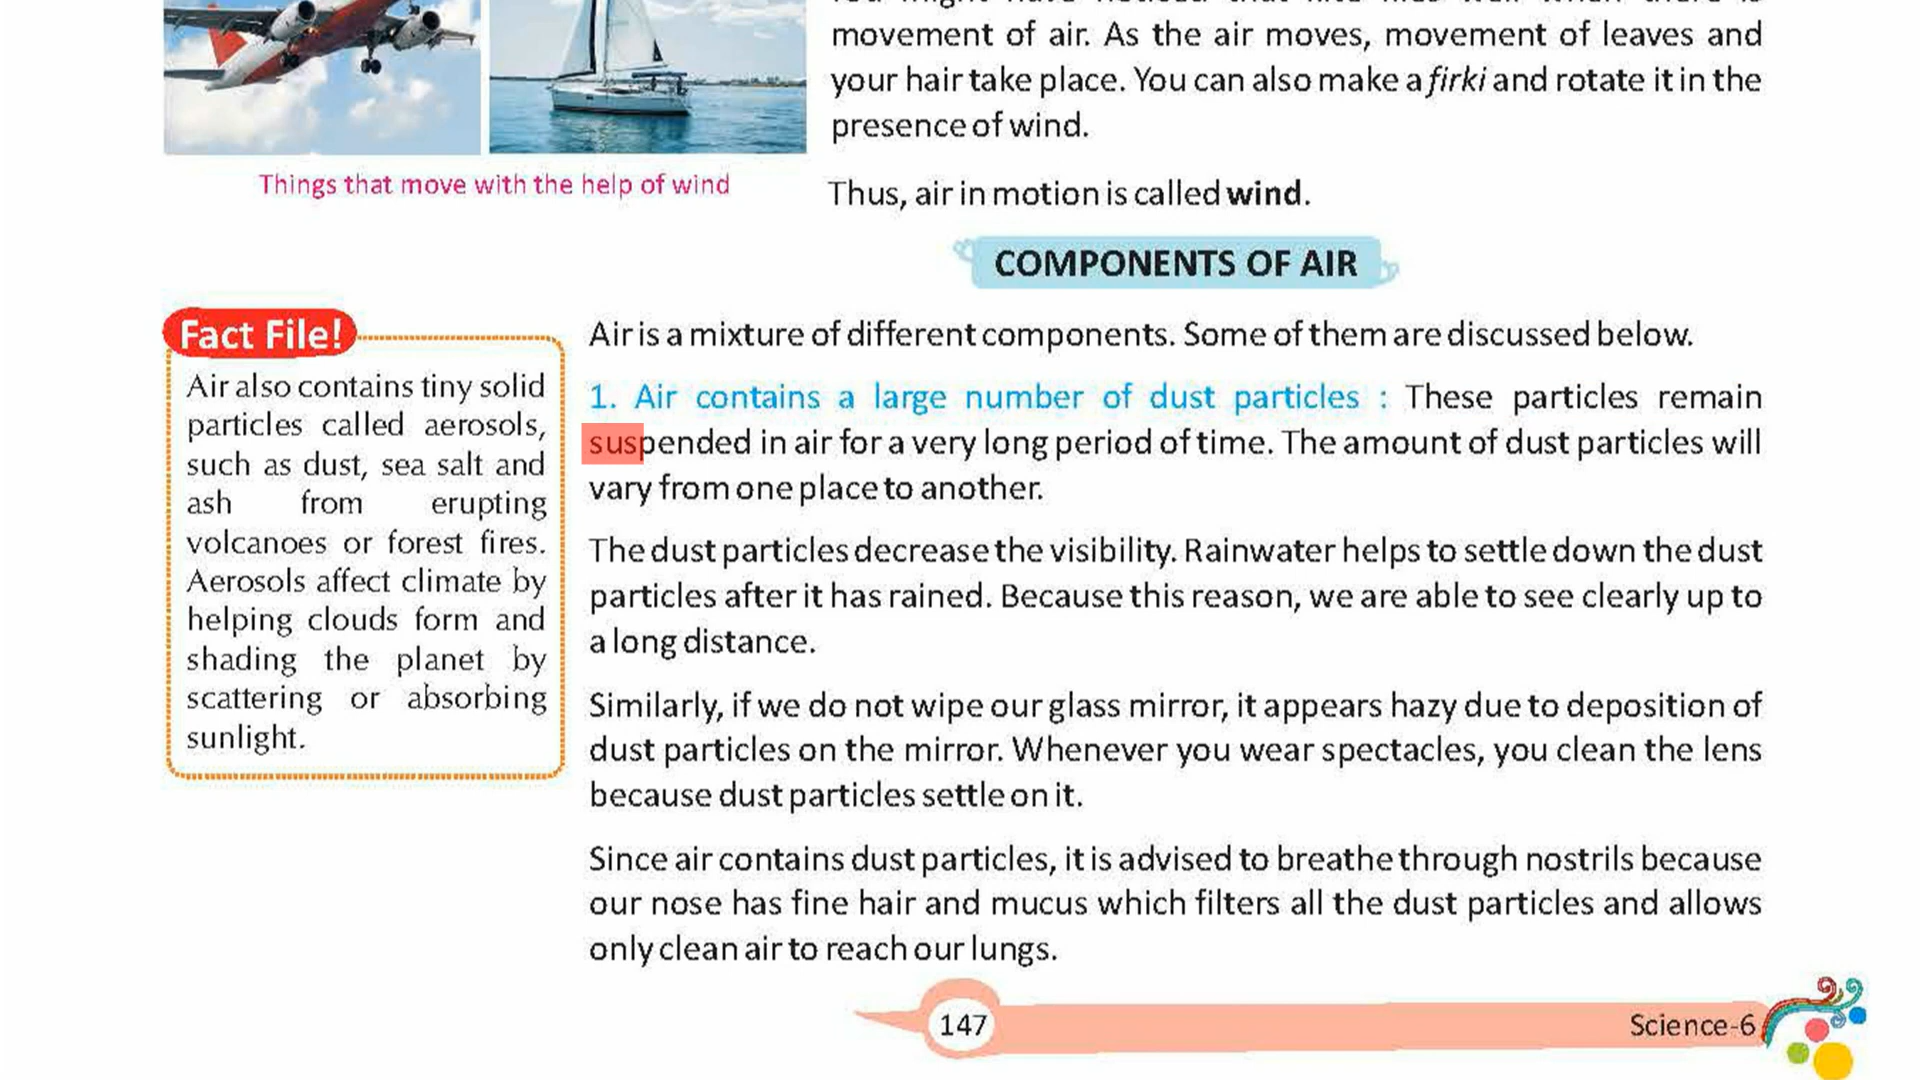 movement of air. As the air moves, movement of leaves and
your hair take place. You can also make a firki and rotate it in the
presence of wind.
Things that move with the help of wind
Thus, air in motion is called wind.
COMPONENTS OF AIR
Fact File!
Air also contains tiny solid
particles called aerosols,
such as dust, sea salt and
ash from erupting
volcanoes or forest fires.
Aerosols affect climate by
helping clouds form and
shading the planet by
scattering or absorbing
sunlight.
Air is a mixture of different components. Some of them are discussed below.
1. Air contains a large number of dust particles : These particles remain
suspended in air for a very long period of time. The amount of dust particles will
vary from one place to another.
The dust particles decrease the visibility. Rainwater helps to settle down the dust
particles after it has rained. Because this reason, we are able to see clearly up to
a long distance.
Similarly, if we do not wipe our glass mirror, it appears hazy due to deposition of
dust particles on the mirror. Whenever you wear spectacles, you clean the lens
because dust particles settle on it.
Since air contains dust particles, it is advised to breathe through nostrils because
our nose has fine hair and mucus which filters all the dust particles and allows
only clean air to reach our lungs.
147
Science-6